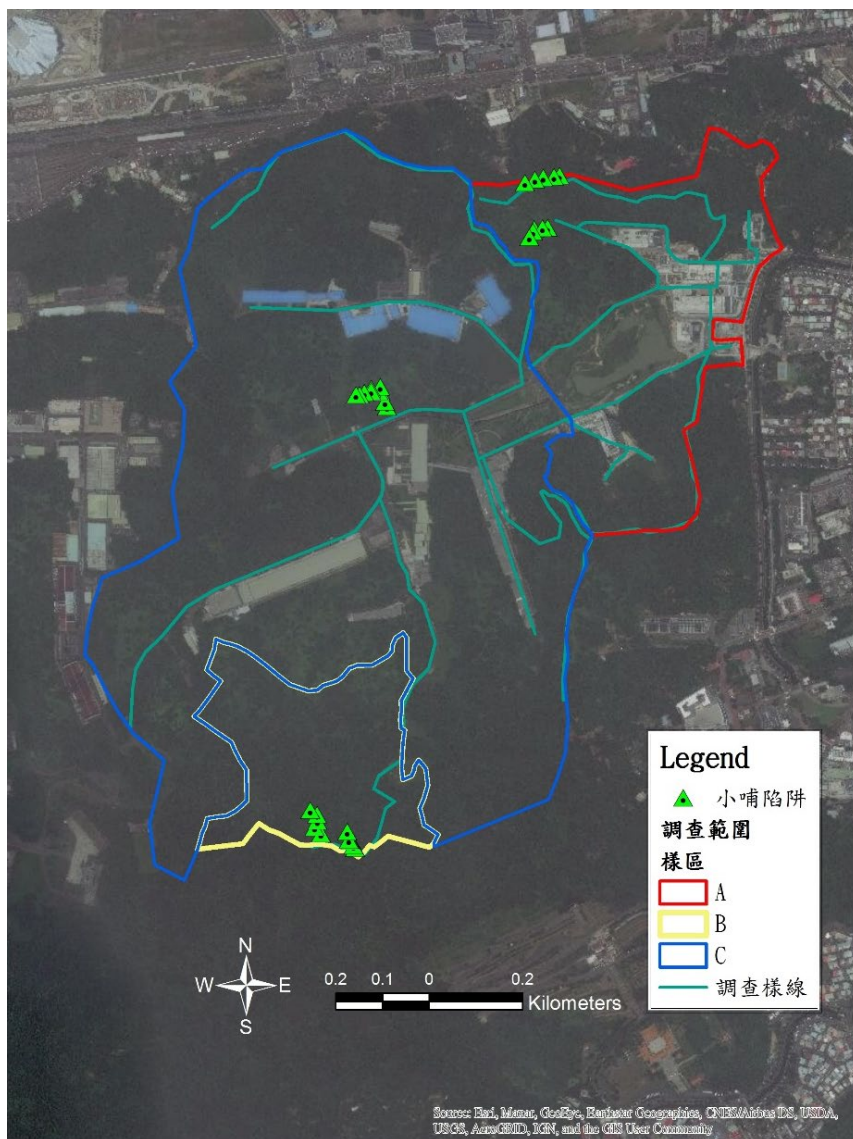 Legend
小哺陷阱
調查範圍
樣區
A
B
C
調查樣線
N
W E
S
0.2 0.1 0 0.2
Kilometers
Source: Esri, Maxar, GeoEye, Earthstar Geographics, CNES/Airbus DS, USDA,
USGS, AeroGRID, IGN, and the GIS User Community